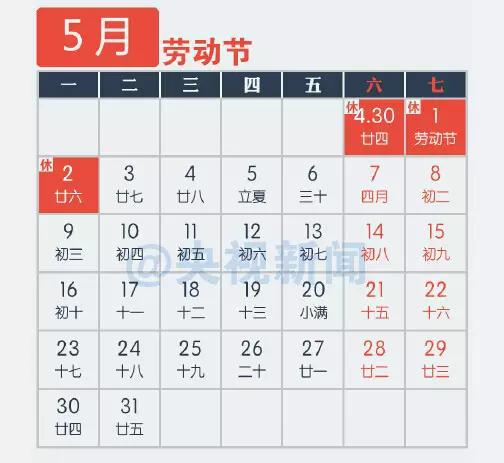 5月
劳动节
一 二 三 四 五 六 七
休 4.30 休 1
廿四 劳动节
休 2 3 4 5 6 7 8
廿六 廿七 廿八 立夏 三十 四月 初二
9 10 11 12 13 14 15
初三 初四 初五 初六 初七 初八 初九
@央视新闻
16 17 18 19 20 21 22
初十 十一 十二 十三 小满 十五 十六
23 24 25 26 27 28 29
十七 十八 十九 二十 廿一 廿二 廿三
30 31
廿四 廿五